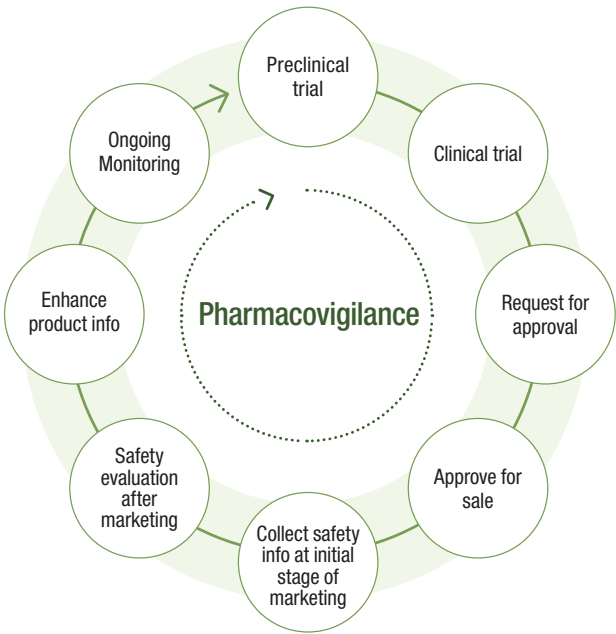 Preclinical
trial
Clinical trial
Request for
approval
Approve for
sale
Collect safety
info at initial
stage of
marketing
Safety
evaluation
after
marketing
Enhance
product info
Ongoing
Monitoring
Pharmacovigilance